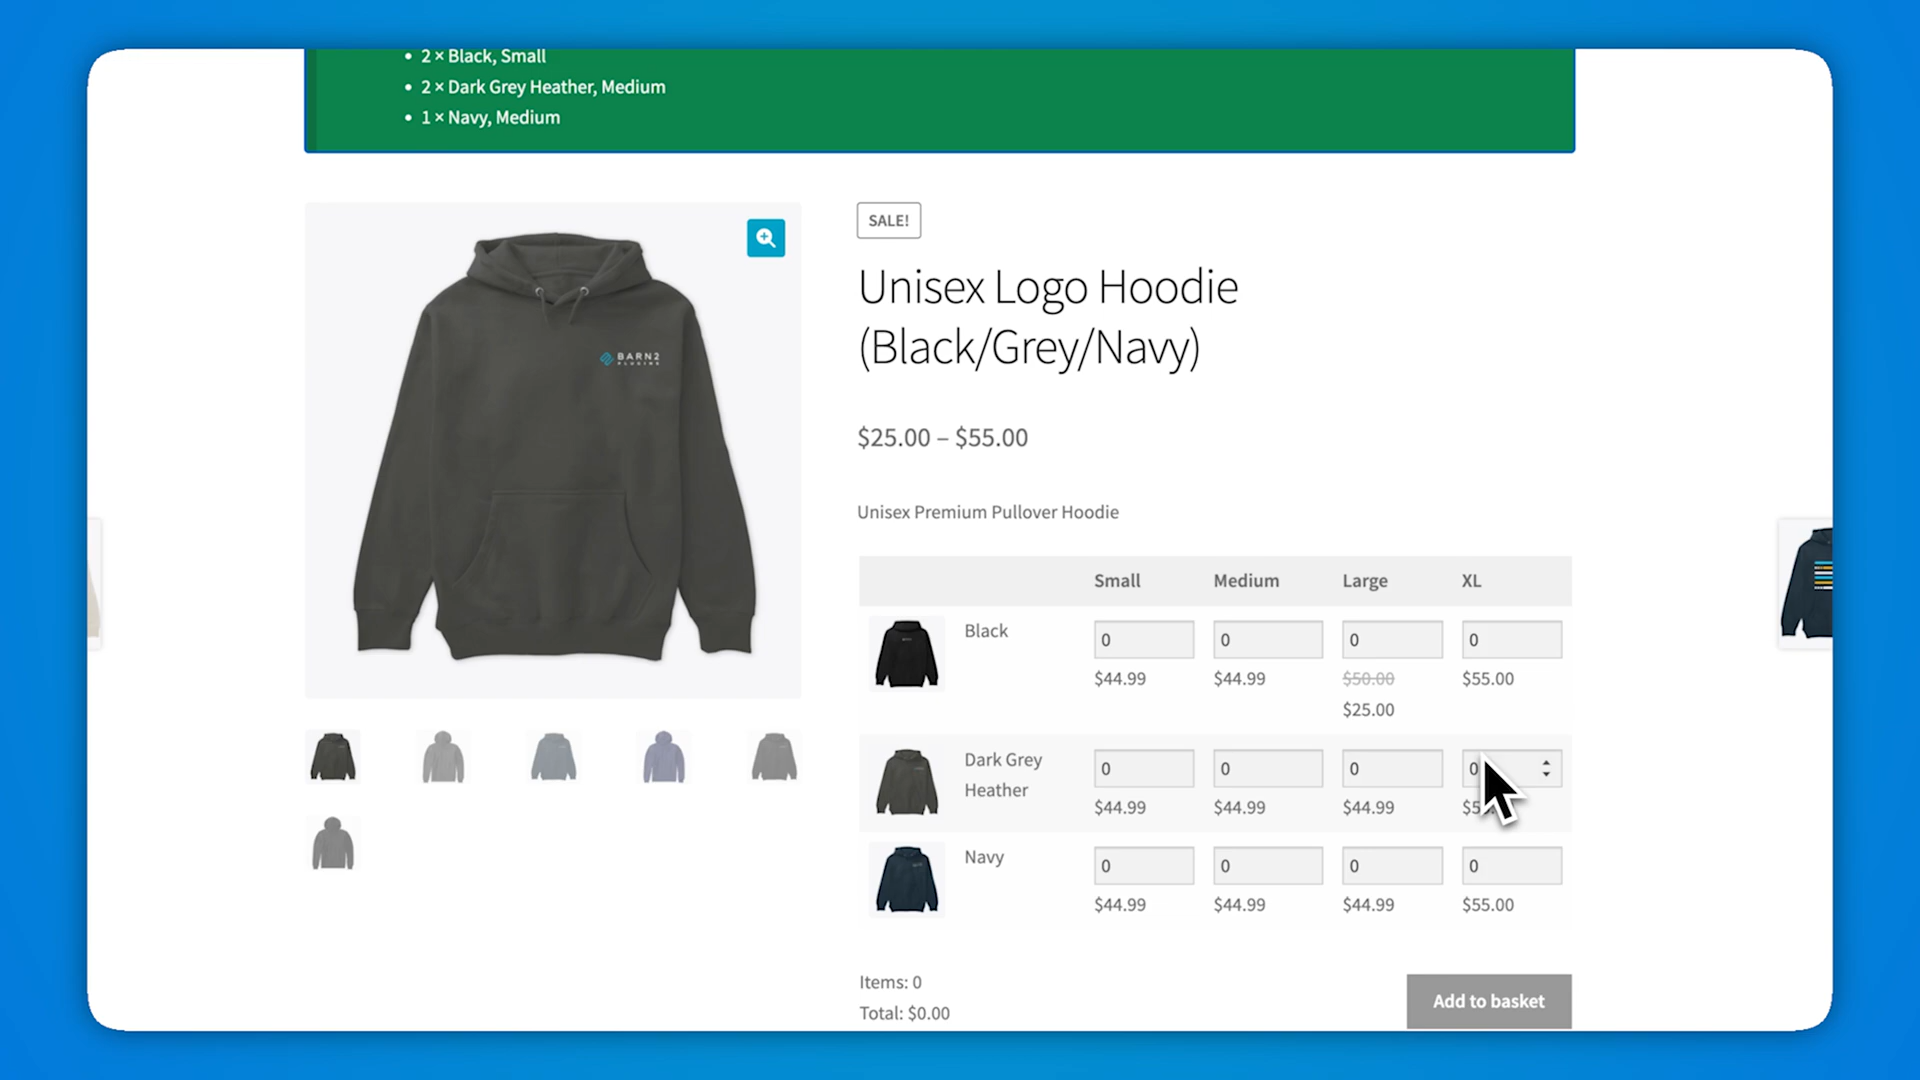 • 2 × Black, Small
• 2 × Dark Grey Heather, Medium
• 1 × Navy, Medium
SALE!
Unisex Logo Hoodie
(Black/Grey/Navy)
BARN2
PLUGINS
$25.00 – $55.00
Unisex Premium Pullover Hoodie
Small Medium Large XL
Black 0 0 0 0
$44.99 $44.99 $50.00 $55.00
$25.00
Dark Grey Heather 0 0 0 0
$44.99 $44.99 $44.99
Navy 0 0 0 0
$44.99 $44.99 $44.99 $55.00
Items: 0
Total: $0.00
Add to basket